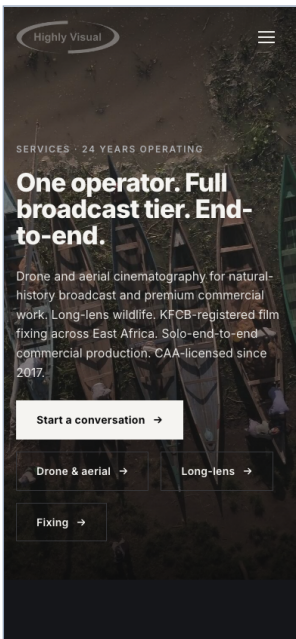 Highly Visual
SERVICES · 24 YEARS OPERATING
One operator. Full
broadcast tier. End-
to-end.
Drone and aerial cinematography for natural-
history broadcast and premium commercial
work. Long-lens wildlife. KFCB-registered film
fixing across East Africa. Solo-end-to-end
commercial production. CAA-licensed since
2017.
Start a conversation →
Drone & aerial → Long-lens →
Fixing →